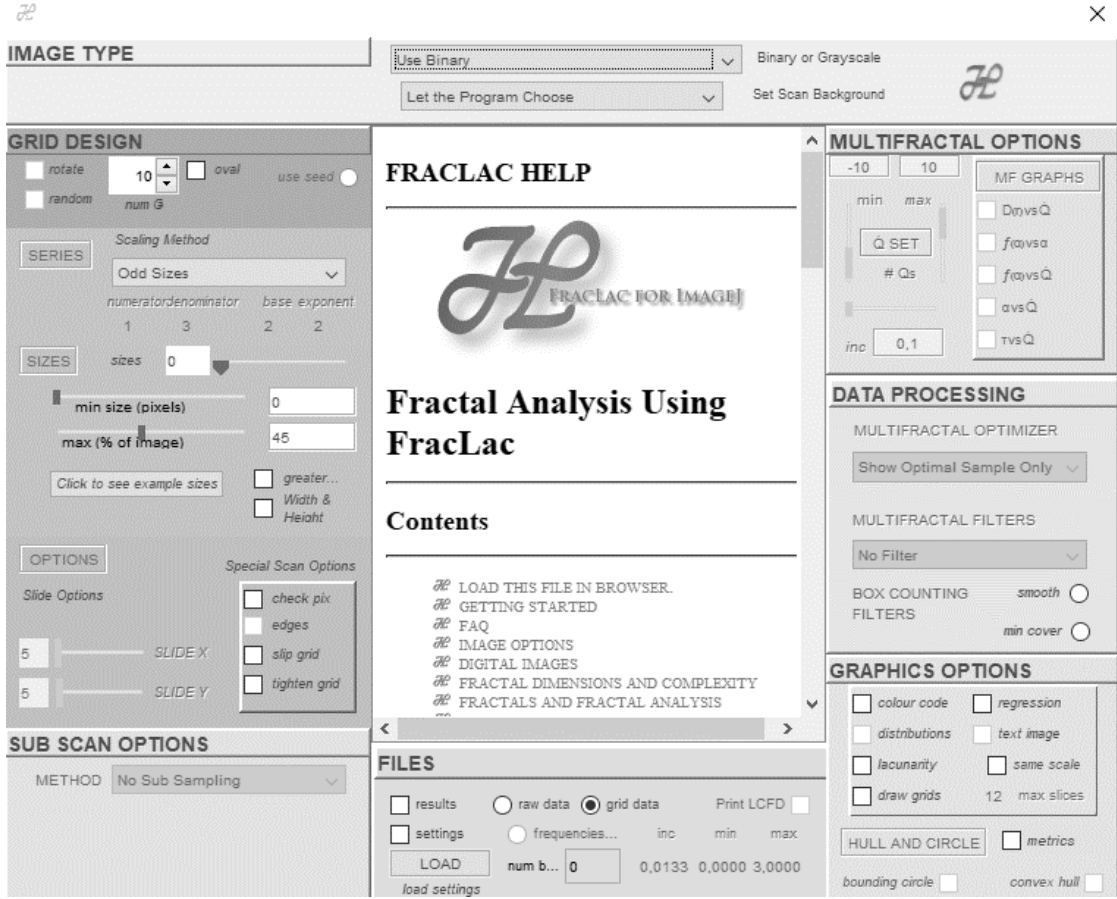 IMAGE TYPE
Use Binary
Binary or Grayscale
Let the Program Choose
Set Scan Background
GRID DESIGN
rotate
10
oval
use seed
random
num G
SERIES
Scaling Method
Odd Sizes
numeratordenominator
base exponent
1 3 2 2
SIZES
sizes
0
min size (pixels)
0
max (% of image)
45
Click to see example sizes
greater...
Width &
Height
OPTIONS
Special Scan Options
Slide Options
check pix
edges
5
SLIDE X
slip grid
5
SLIDE Y
tighten grid
SUB SCAN OPTIONS
METHOD
No Sub Sampling
FRACLAC HELP
FRACLAC FOR IMAGEJ
Fractal Analysis Using
FracLac
Contents
LOAD THIS FILE IN BROWSER.
GETTING STARTED
FAQ
IMAGE OPTIONS
DIGITAL IMAGES
FRACTAL DIMENSIONS AND COMPLEXITY
FRACTALS AND FRACTAL ANALYSIS
FILES
results
raw data
grid data
Print LCFD
settings
frequencies...
inc min max
LOAD
num b...
0
0,0133 0,0000 3,0000
load settings
MULTIFRACTAL OPTIONS
-10
10
min max
Q SET
# Qs
inc
0,1
MF GRAPHS
D(η)vsQ
f(α)vsα
f(α)vsQ
αvsQ
τvsQ
DATA PROCESSING
MULTIFRACTAL OPTIMIZER
Show Optimal Sample Only
MULTIFRACTAL FILTERS
No Filter
BOX COUNTING
FILTERS
smooth
min cover
GRAPHICS OPTIONS
colour code
regression
distributions
text image
lacunarity
same scale
draw grids
12 max slices
HULL AND CIRCLE
metrics
bounding circle
convex hull